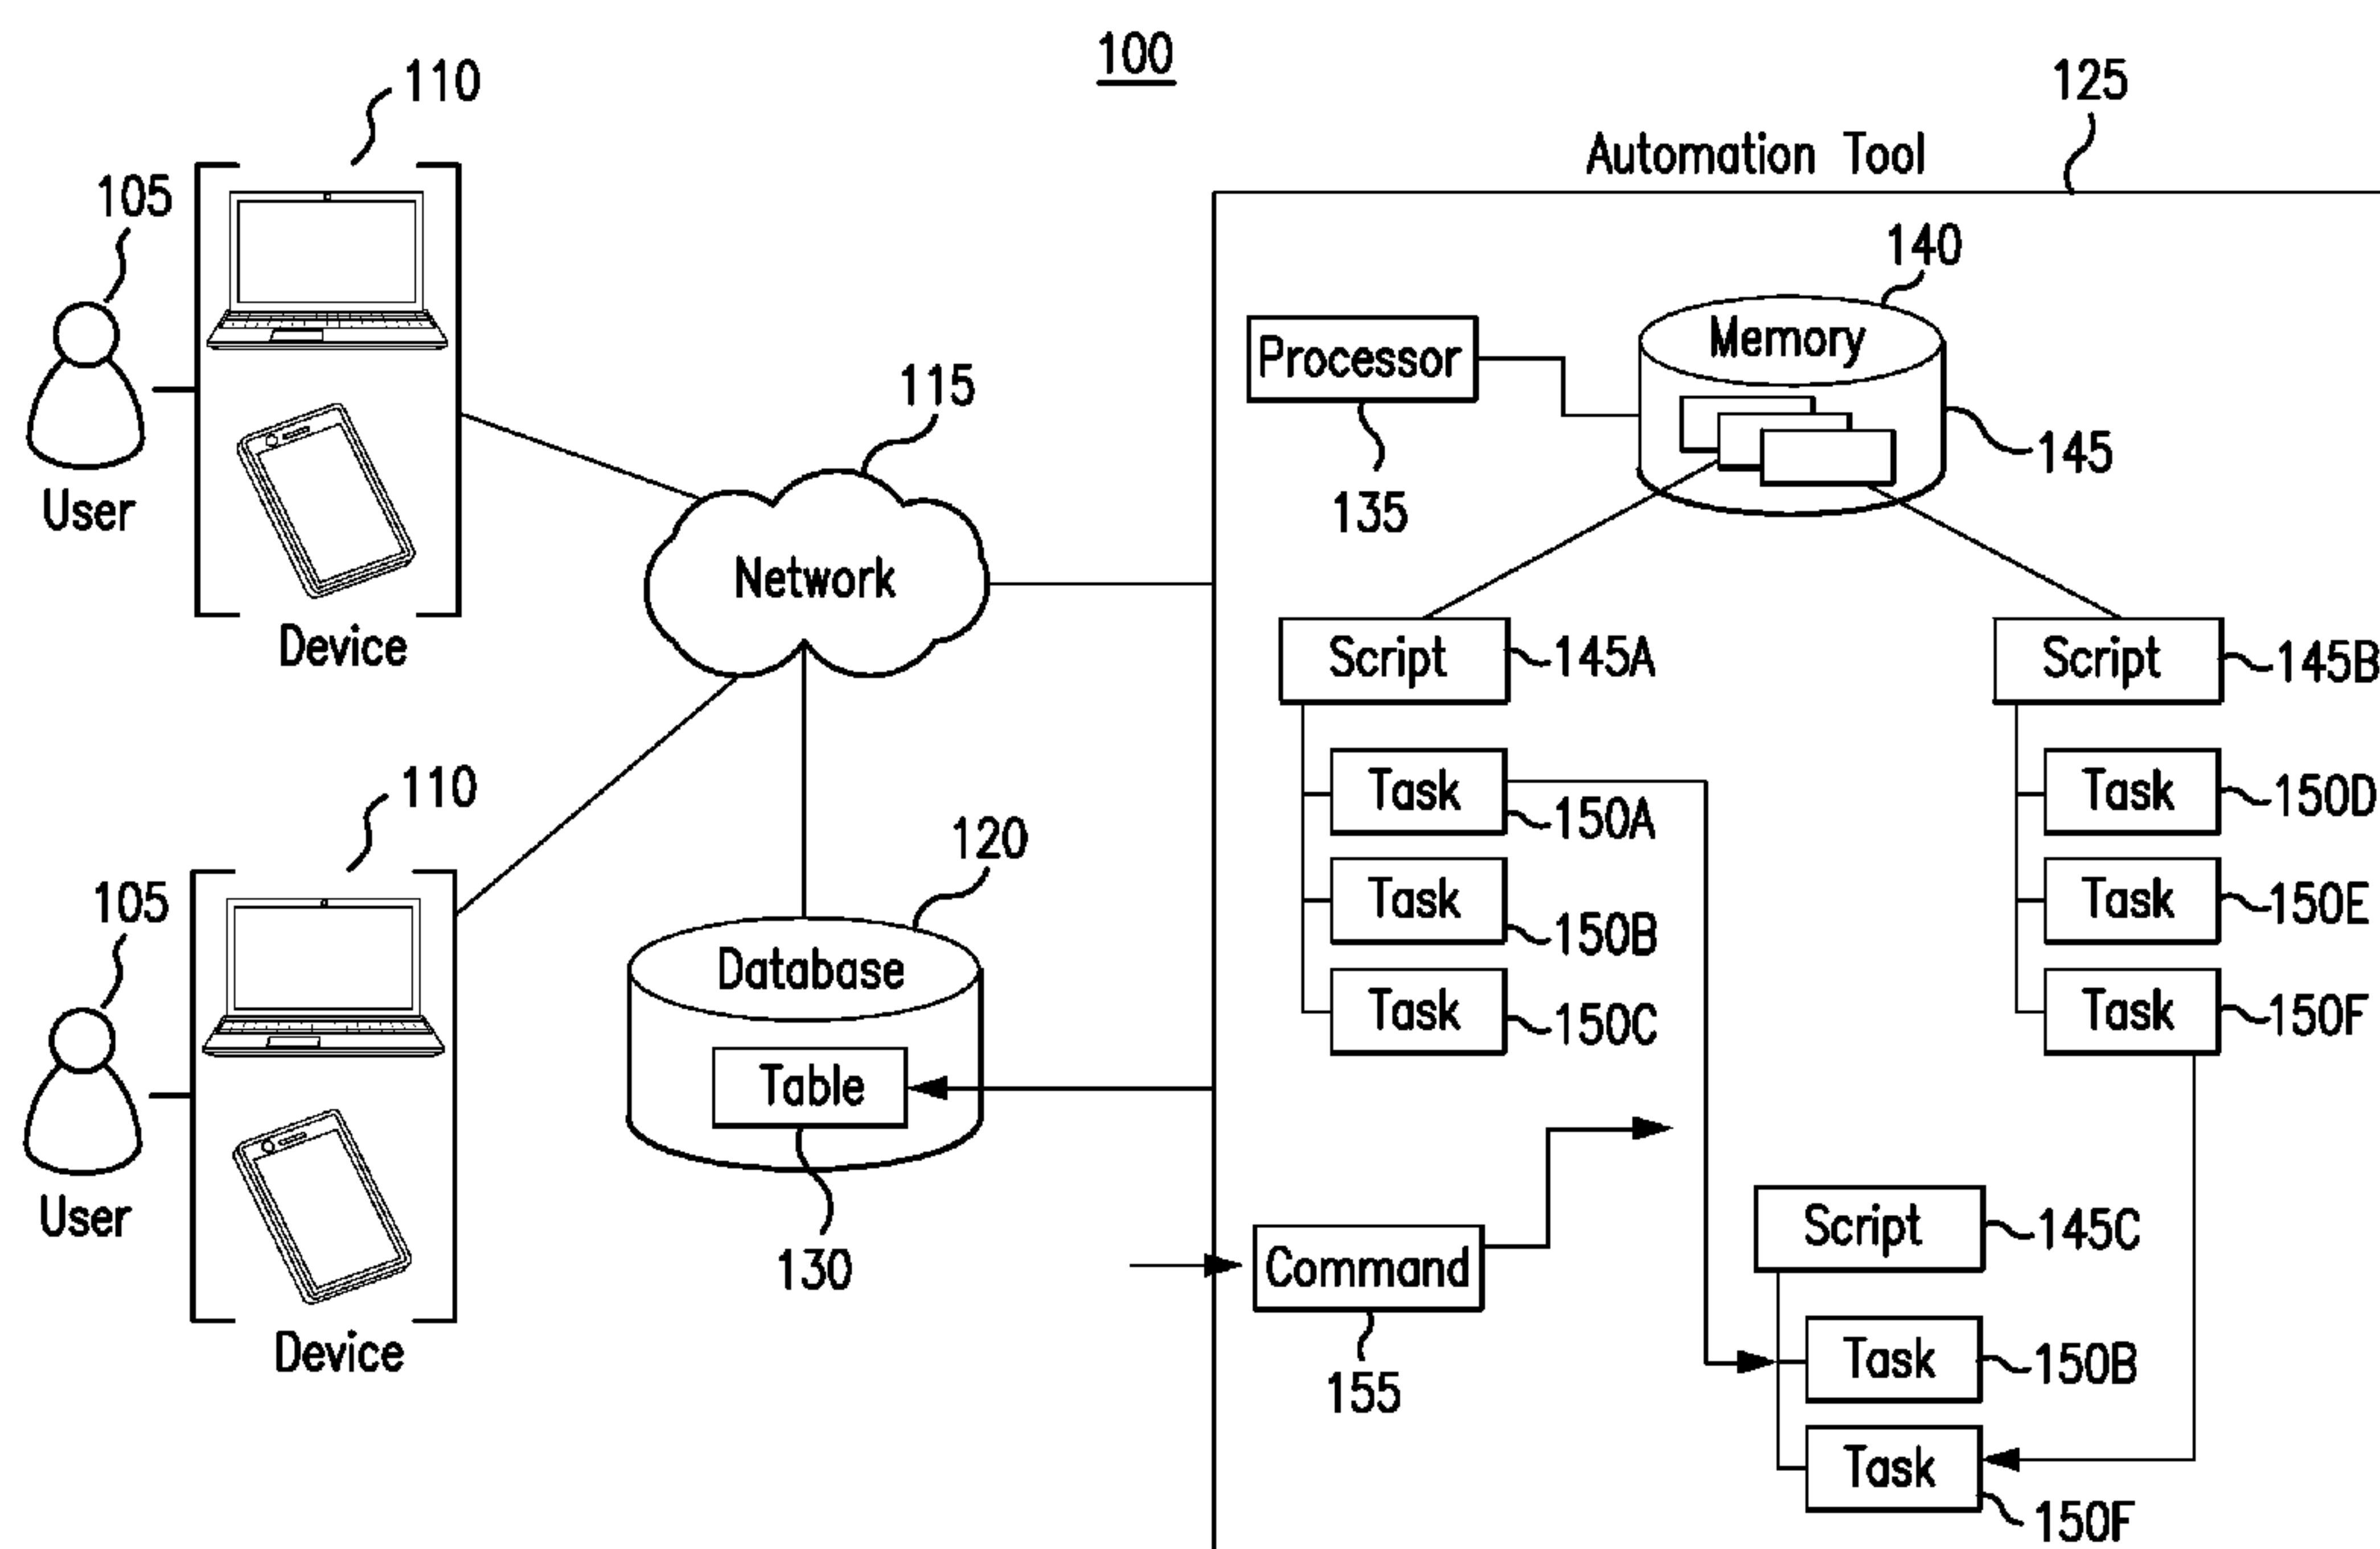 100
110
125
Automation Tool
105
140
Memory
Processor
115
145
135
User
Network
Device
Script
145A
Script
145B
110
Task
150A
Task
150D
120
105
Task
150B
Task
150E
Database
Task
150C
Task
150F
Table
User
130
Command
Script
145C
Device
155
Task
150B
Task
150F